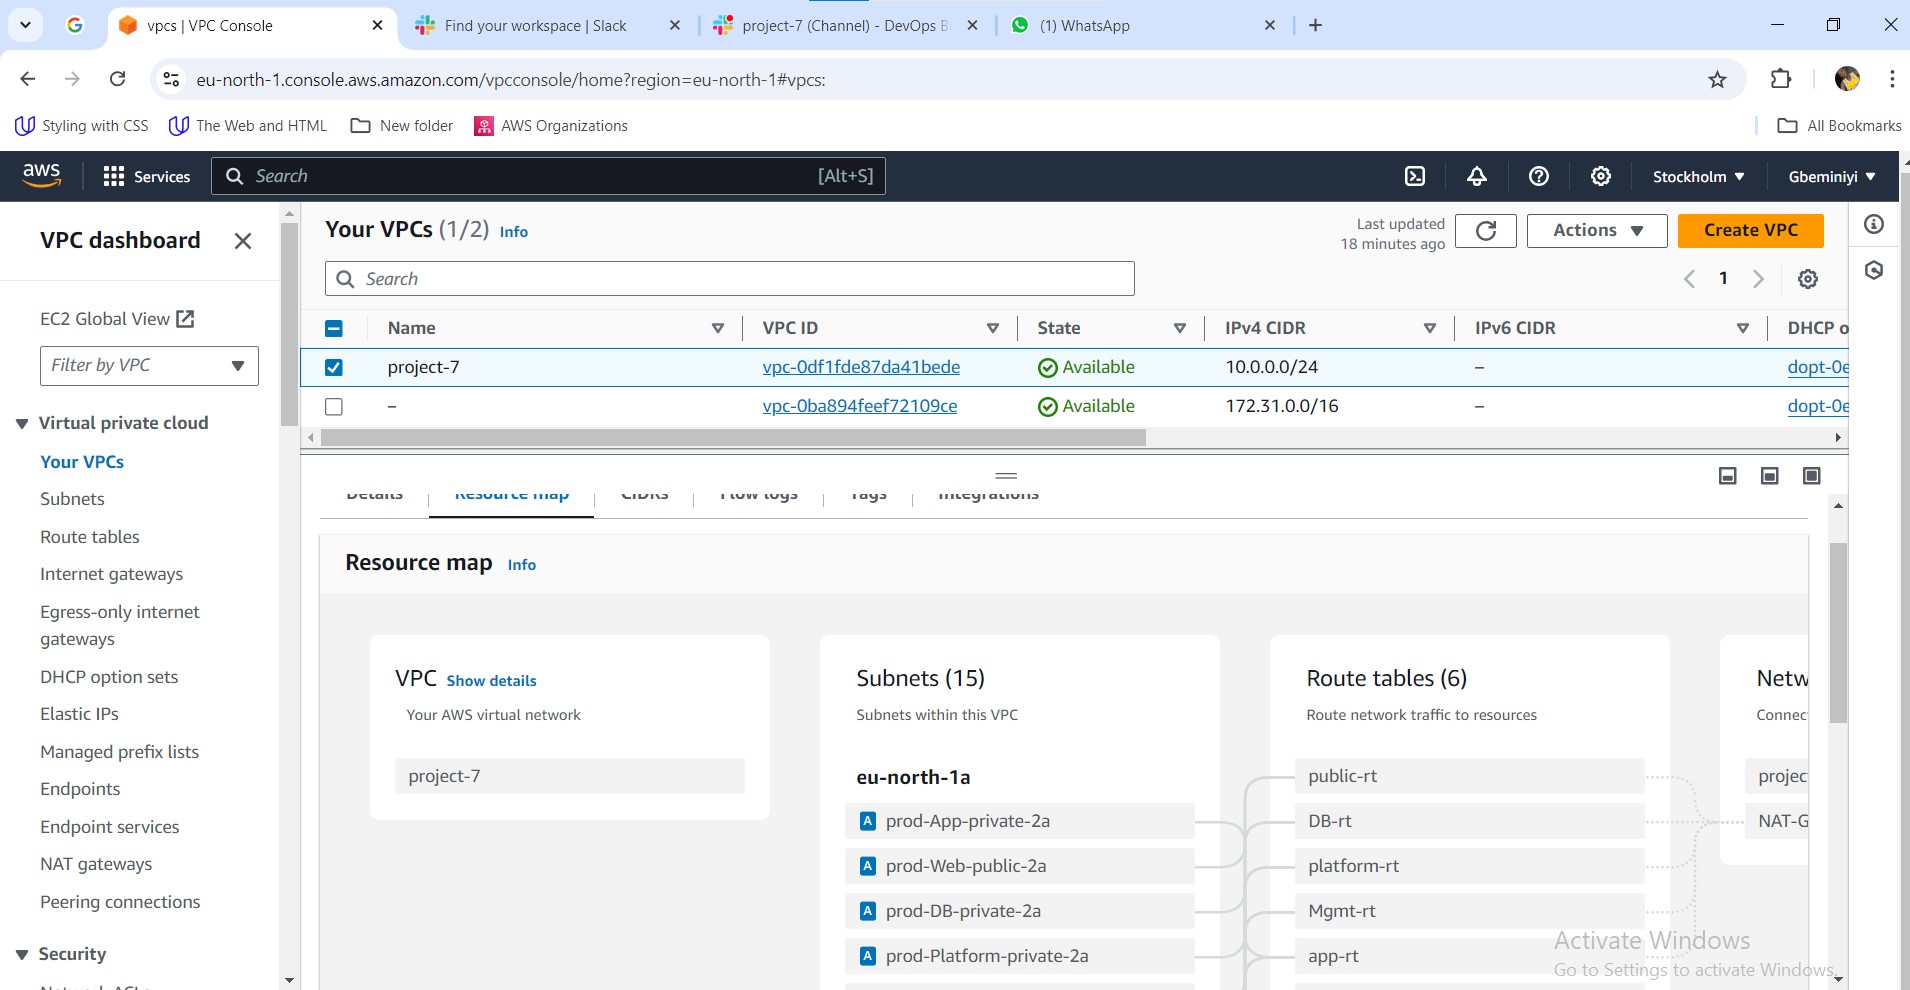 vpcs | VPC Console
Find your workspace | Slack
project-7 (Channel) - DevOps B
(1) WhatsApp
eu-north-1.console.aws.amazon.com/vpcconsole/home?region=eu-north-1#vpcs:
Styling with CSS
The Web and HTML
New folder
AWS Organizations
All Bookmarks
aws
Services
Search
[Alt+S]
Stockholm
Gbeminiyi
VPC dashboard
EC2 Global View
Filter by VPC
Virtual private cloud
Your VPCs
Subnets
Route tables
Internet gateways
Egress-only internet
gateways
DHCP option sets
Elastic IPs
Managed prefix lists
Endpoints
Endpoint services
NAT gateways
Peering connections
Security
Your VPCs (1/2) Info
Last updated
18 minutes ago
Actions
Create VPC
Search
1
Name VPC ID State IPv4 CIDR IPv6 CIDR DHCP o
project-7 vpc-0df1fde87da41bede Available 10.0.0.0/24 – dopt-0e
– vpc-0ba894feef72109ce Available 172.31.0.0/16 – dopt-0e
Details Resource map CIDRs Flow logs Tags Integrations
Resource map Info
VPC Show details
Your AWS virtual network
project-7
Subnets (15)
Subnets within this VPC
eu-north-1a
A prod-App-private-2a
A prod-Web-public-2a
A prod-DB-private-2a
A prod-Platform-private-2a
Route tables (6)
Route network traffic to resources
public-rt
DB-rt
platform-rt
Mgmt-rt
app-rt
Netw
Connec
projec
NAT-G
Activate Windows
Go to Settings to activate Windows.